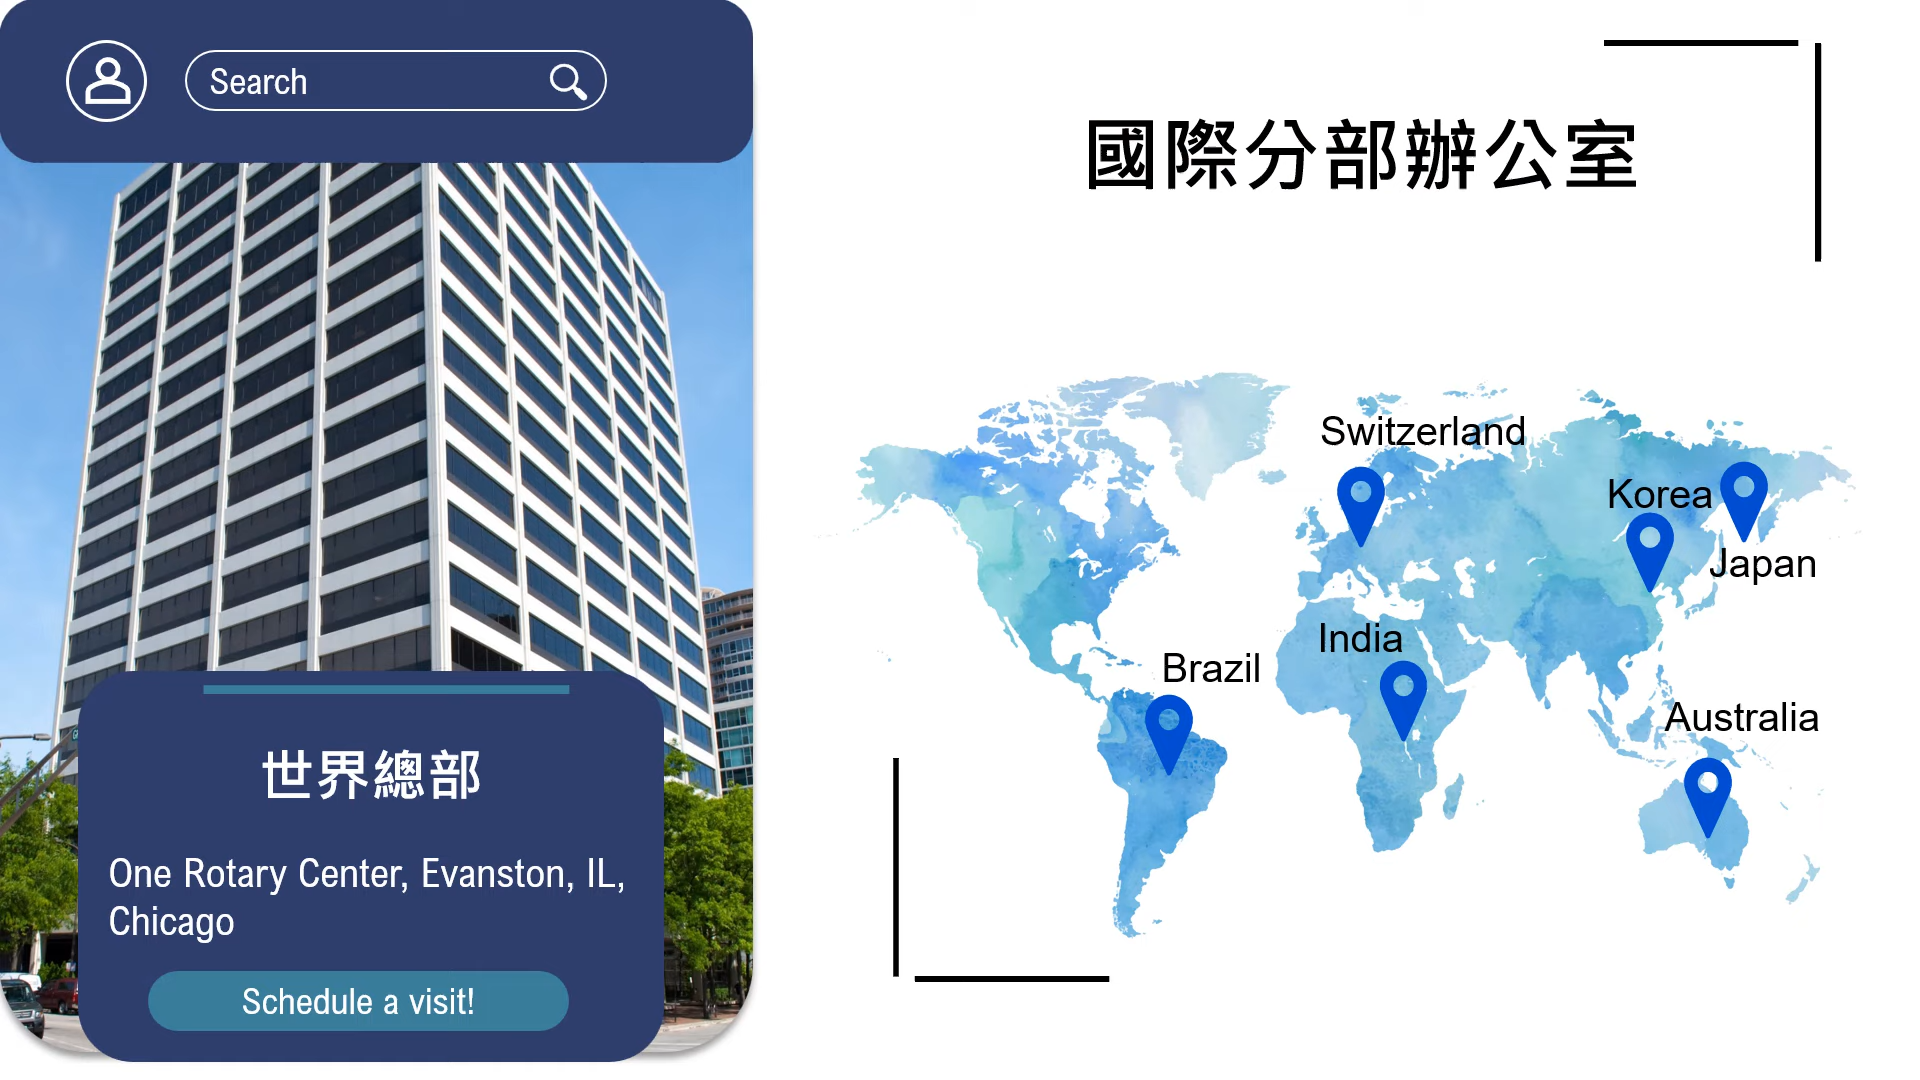 Search
國際分部辦公室
Switzerland
Korea
Japan
India
Brazil
Australia
世界總部
One Rotary Center, Evanston, IL,
Chicago
Schedule a visit!